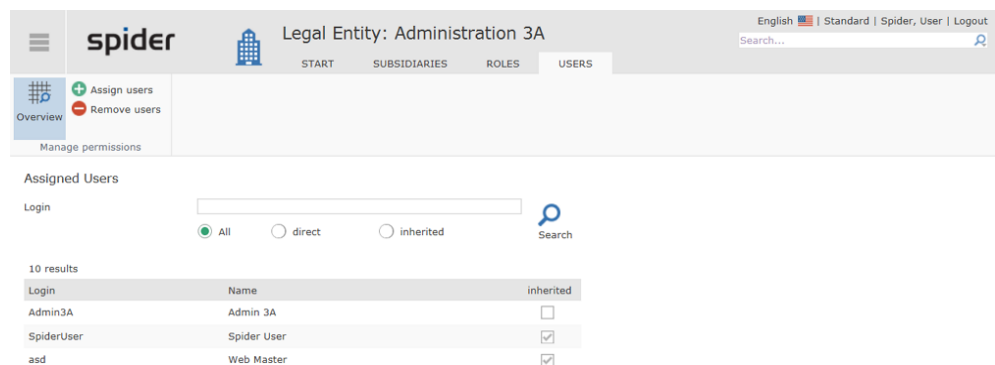 English | Standard | Spider, User | Logout
spider
Legal Entity: Administration 3A
Search...
START SUBSIDIARIES ROLES USERS
Overview
Assign users
Remove users
Manage permissions
Assigned Users
Login
All direct inherited
Search
10 results
Login Name inherited
Admin3A Admin 3A
SpiderUser Spider User
asd Web Master